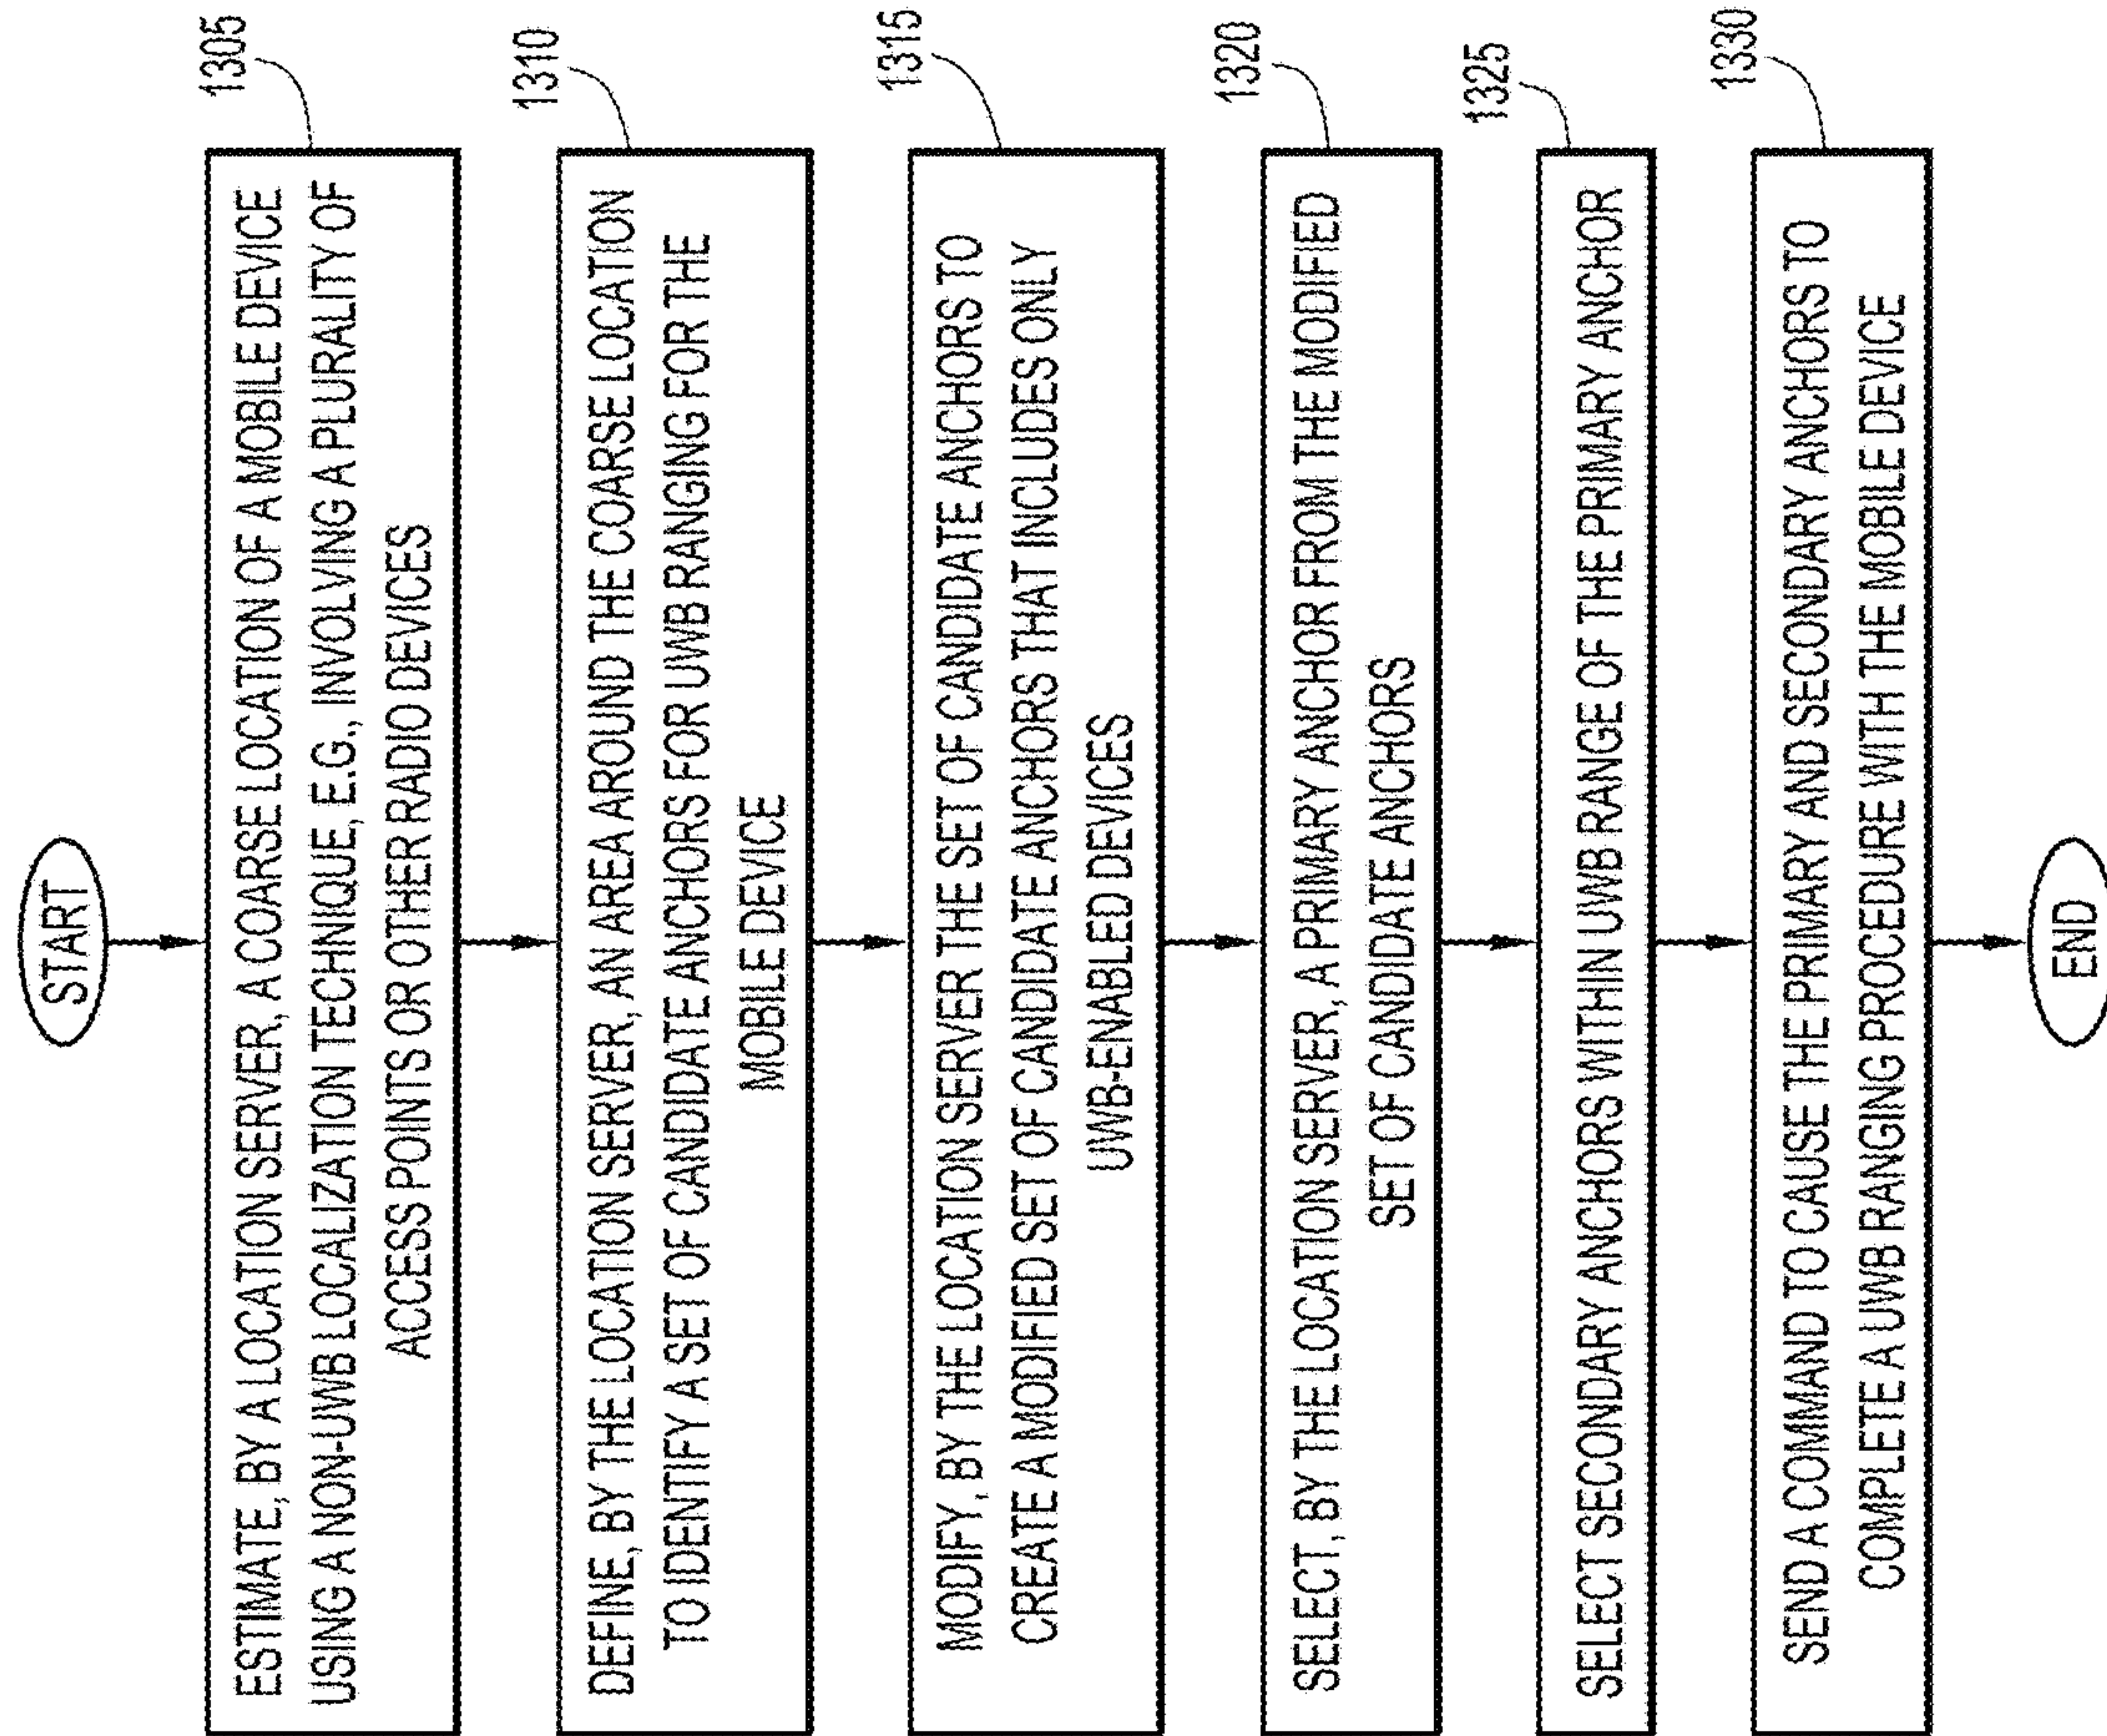 START
1305
ESTIMATE, BY A LOCATION SERVER, A COARSE LOCATION OF A MOBILE DEVICE
USING A NON-UWB LOCALIZATION TECHNIQUE, E.G., INVOLVING A PLURALITY OF
ACCESS POINTS OR OTHER RADIO DEVICES
1310
DEFINE, BY THE LOCATION SERVER, AN AREA AROUND THE COARSE LOCATION
TO IDENTIFY A SET OF CANDIDATE ANCHORS FOR UWB RANGING FOR THE
MOBILE DEVICE
1315
MODIFY, BY THE LOCATION SERVER THE SET OF CANDIDATE ANCHORS TO
CREATE A MODIFIED SET OF CANDIDATE ANCHORS THAT INCLUDES ONLY
UWB-ENABLED DEVICES
1320
SELECT, BY THE LOCATION SERVER, A PRIMARY ANCHOR FROM THE MODIFIED
SET OF CANDIDATE ANCHORS
1325
SELECT SECONDARY ANCHORS WITHIN UWB RANGE OF THE PRIMARY ANCHOR
1330
SEND A COMMAND TO CAUSE THE PRIMARY AND SECONDARY ANCHORS TO
COMPLETE A UWB RANGING PROCEDURE WITH THE MOBILE DEVICE
END